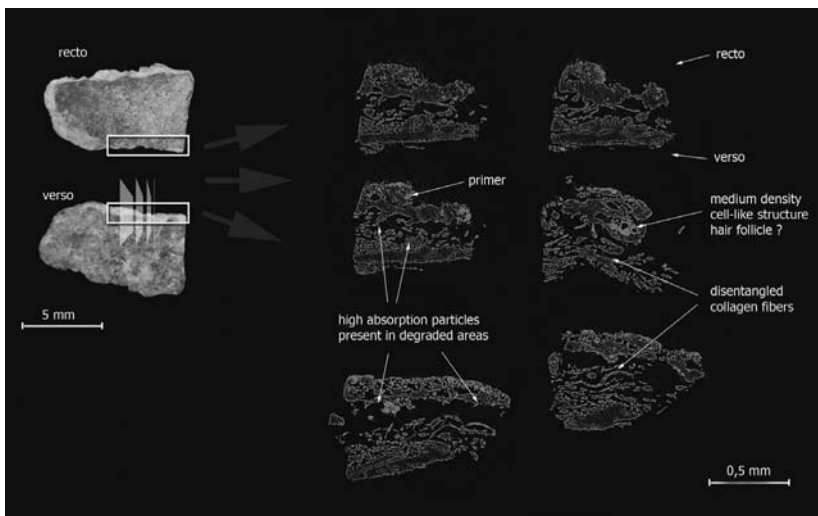 recto
verso
5 mm
primer
high absorption particles
present in degraded areas
recto
verso
medium density
cell-like structure
hair follicle ?
disentangled
collagen fibers
0,5 mm